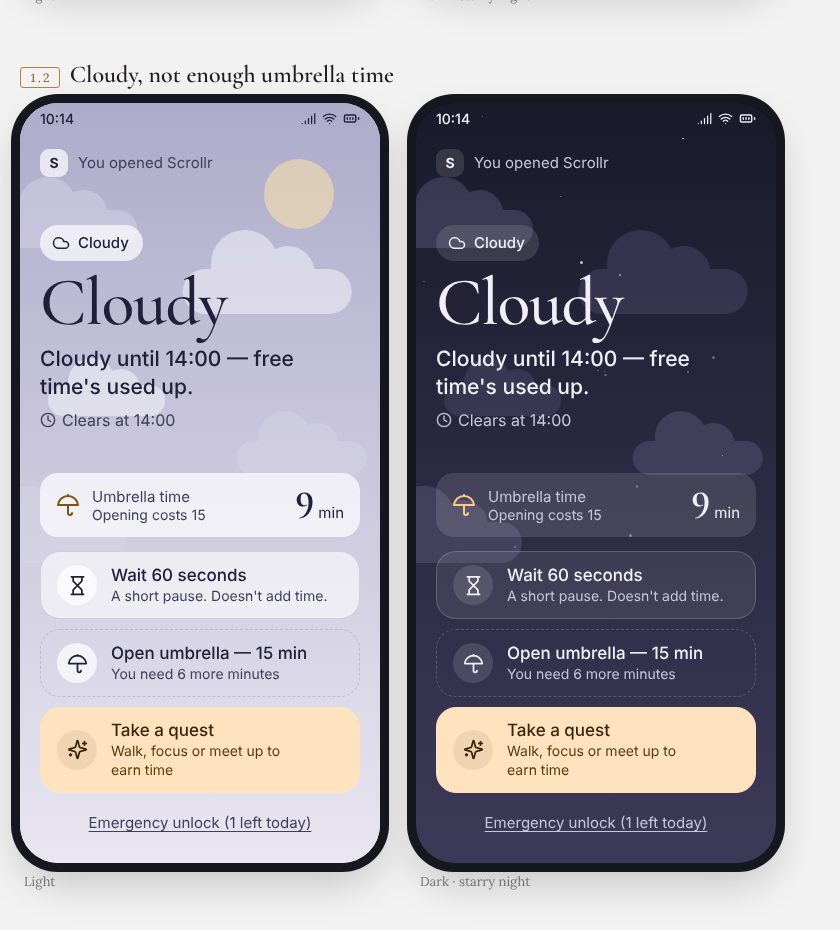 1.2 Cloudy, not enough umbrella time
10:14
S You opened Scrollr
Cloudy
Cloudy
Cloudy until 14:00 — free
time's used up.
Clears at 14:00
Umbrella time
Opening costs 15
9 min
Wait 60 seconds
A short pause. Doesn't add time.
Open umbrella — 15 min
You need 6 more minutes
Take a quest
Walk, focus or meet up to
earn time
Emergency unlock (1 left today)
Light
10:14
S You opened Scrollr
Cloudy
Cloudy
Cloudy until 14:00 — free
time's used up.
Clears at 14:00
Umbrella time
Opening costs 15
9 min
Wait 60 seconds
A short pause. Doesn't add time.
Open umbrella — 15 min
You need 6 more minutes
Take a quest
Walk, focus or meet up to
earn time
Emergency unlock (1 left today)
Dark · starry night